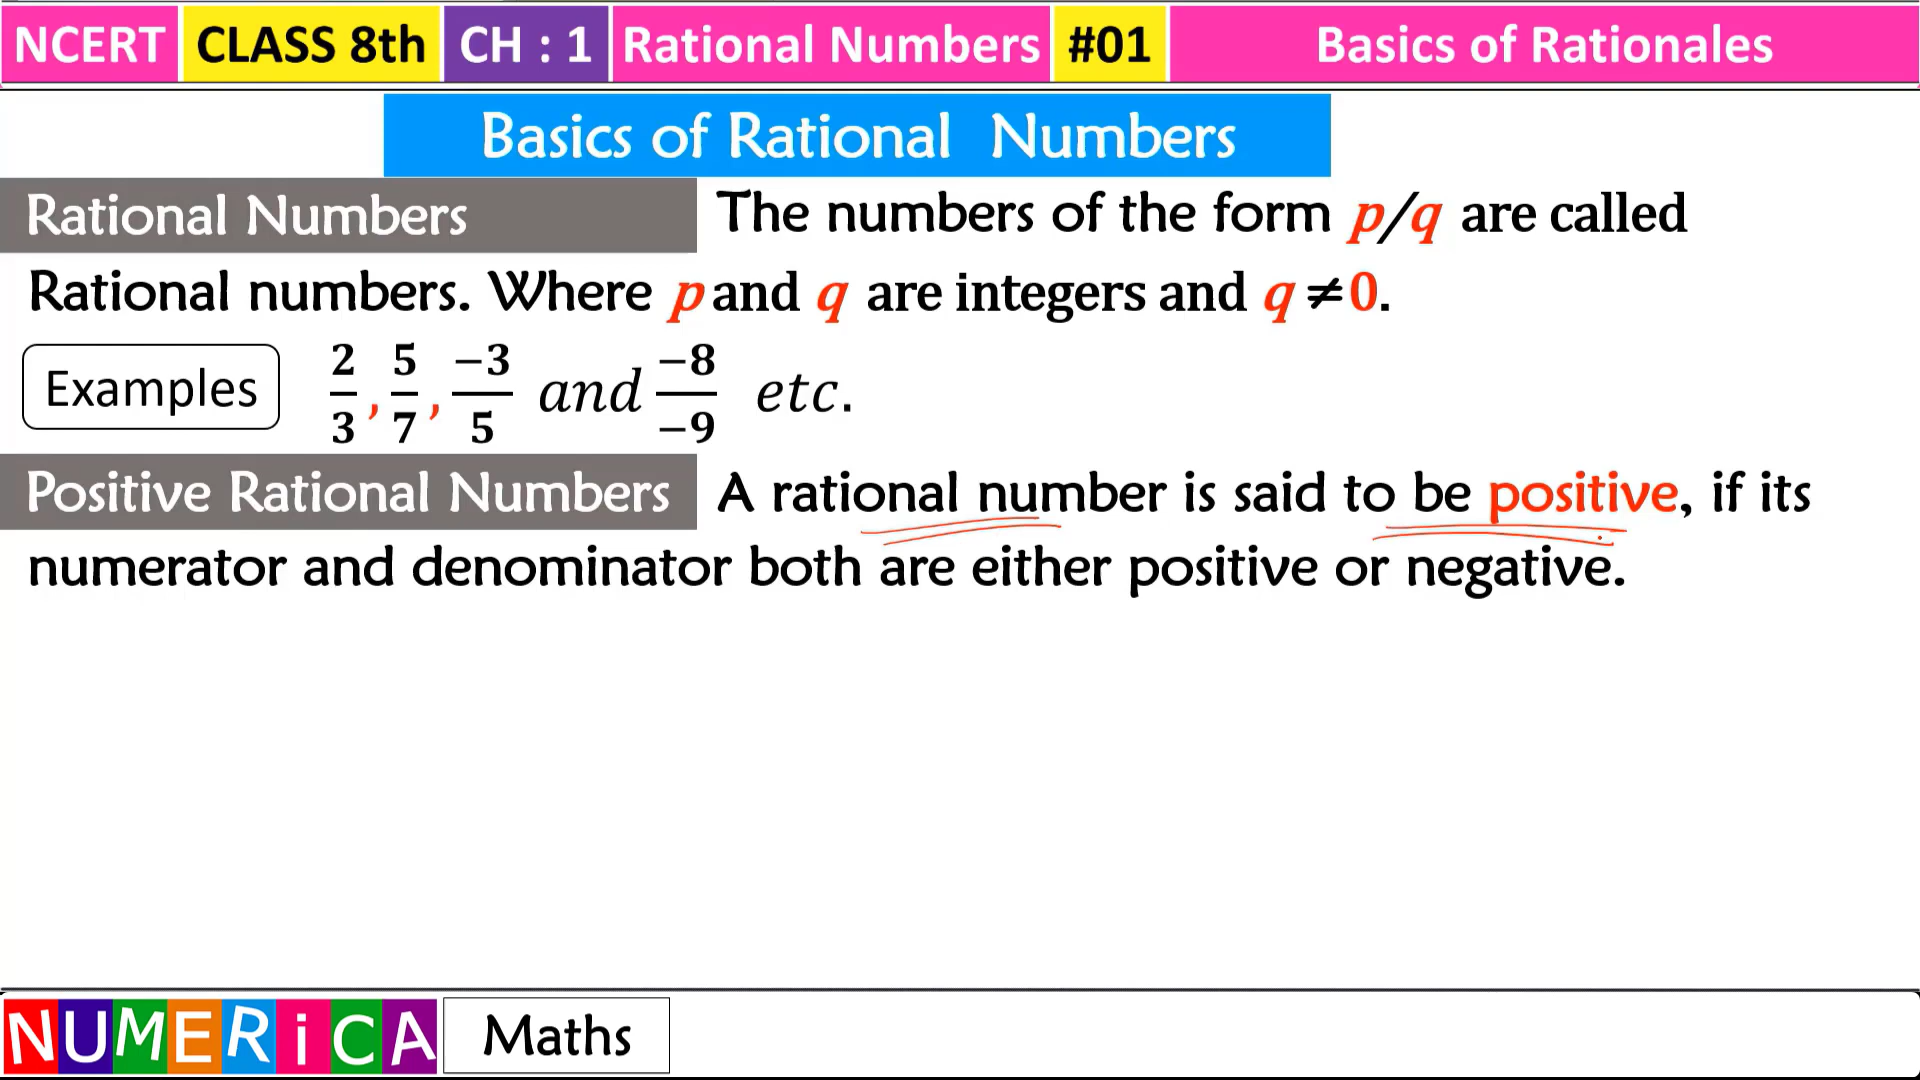 NCERT CLASS 8th CH : 1 Rational Numbers #01 Basics of Rationales
Basics of Rational Numbers
Rational Numbers The numbers of the form p/q are called
Rational numbers. Where p and q are integers and q ≠ 0.
Examples 2/3, 5/7, −3/5 and −8/−9 etc.
Positive Rational Numbers A rational number is said to be positive, if its
numerator and denominator both are either positive or negative.
NUMERiCA Maths